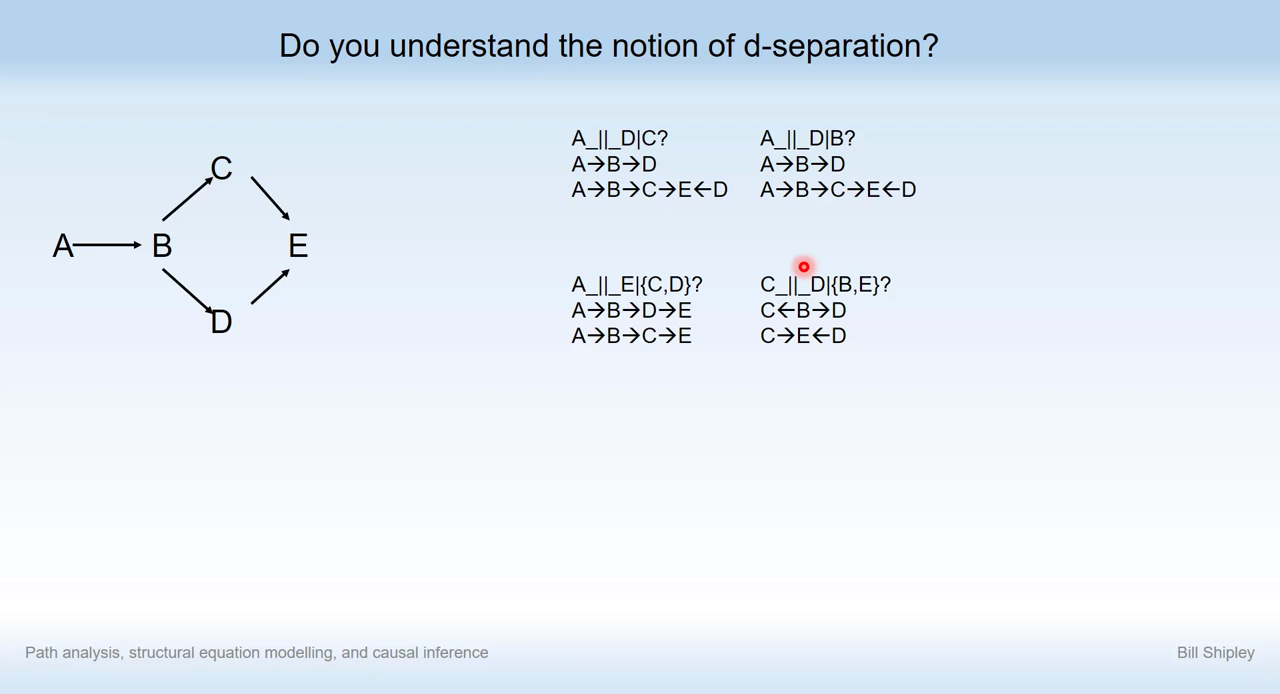 Do you understand the notion of d-separation?
A_||_D|C?
A→B→D
A→B→C→E←D
A_||_D|B?
A→B→D
A→B→C→E←D
C
A
B
E
D
A_||_E|{C,D}?
A→B→D→E
A→B→C→E
C_||_D|{B,E}?
C←B→D
C→E←D
Path analysis, structural equation modelling, and causal inference
Bill Shipley